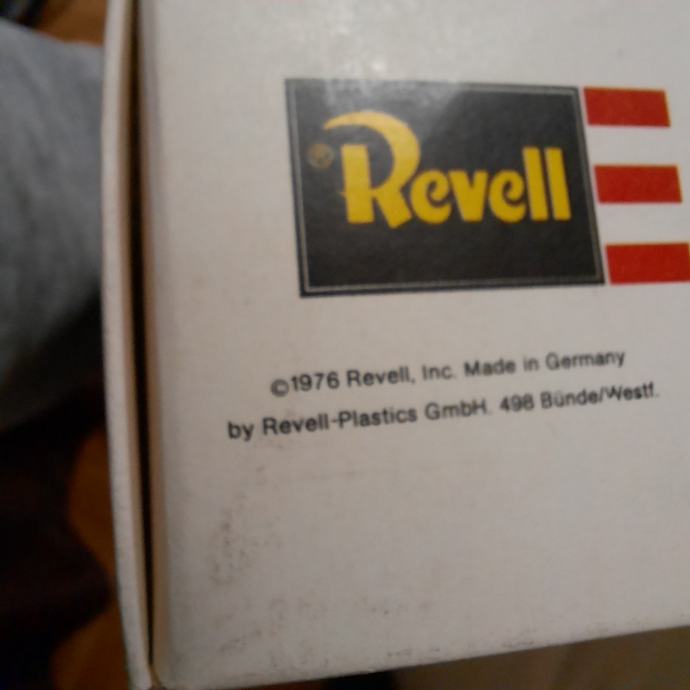 ® Revell
©1976 Revell, Inc. Made in Germany
by Revell-Plastics GmbH. 498 Bünde/Westf.